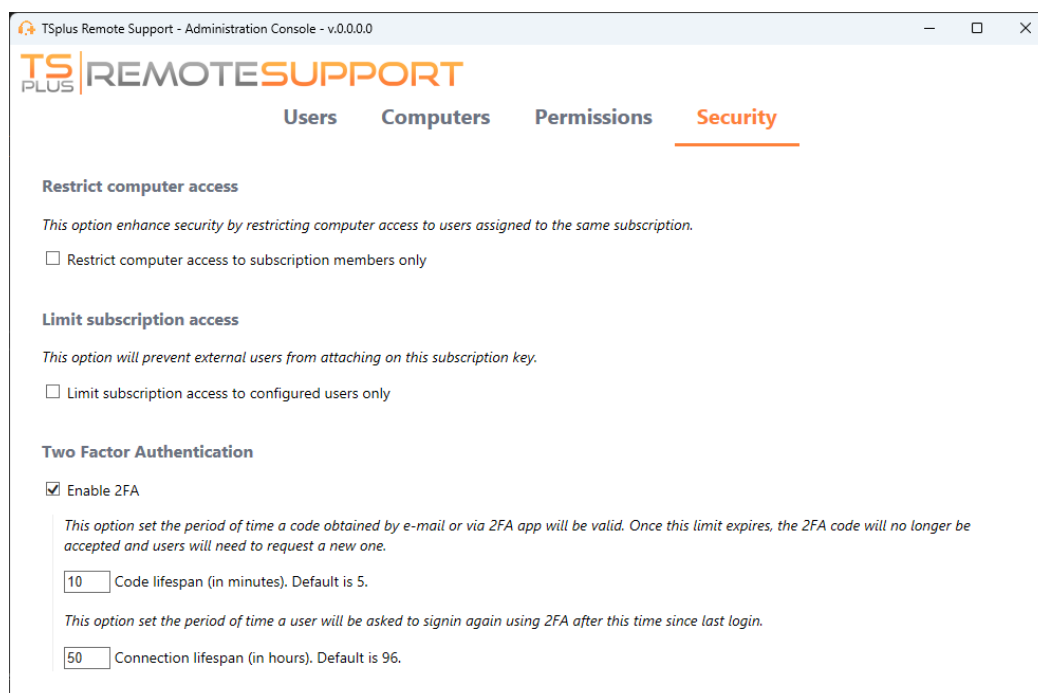 TSplus Remote Support - Administration Console - v.0.0.0.0
TS PLUS REMOTESUPPORT
Users Computers Permissions Security
Restrict computer access
This option enhance security by restricting computer access to users assigned to the same subscription.
Restrict computer access to subscription members only
Limit subscription access
This option will prevent external users from attaching on this subscription key.
Limit subscription access to configured users only
Two Factor Authentication
Enable 2FA
This option set the period of time a code obtained by e-mail or via 2FA app will be valid. Once this limit expires, the 2FA code will no longer be
accepted and users will need to request a new one.
10 Code lifespan (in minutes). Default is 5.
This option set the period of time a user will be asked to signin again using 2FA after this time since last login.
50 Connection lifespan (in hours). Default is 96.